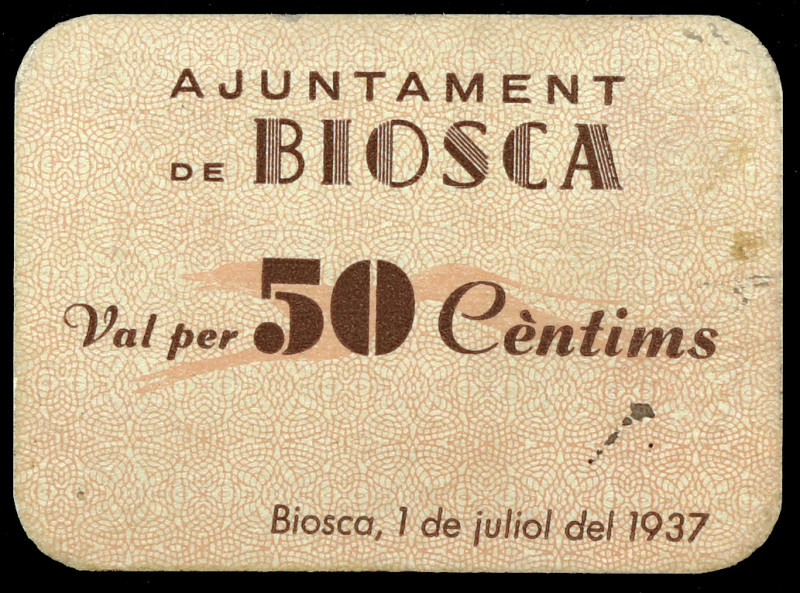 AJUNTAMENT
DE BIOSCA
Val per 50 Cèntims
Biosca, 1 de juliol del 1937